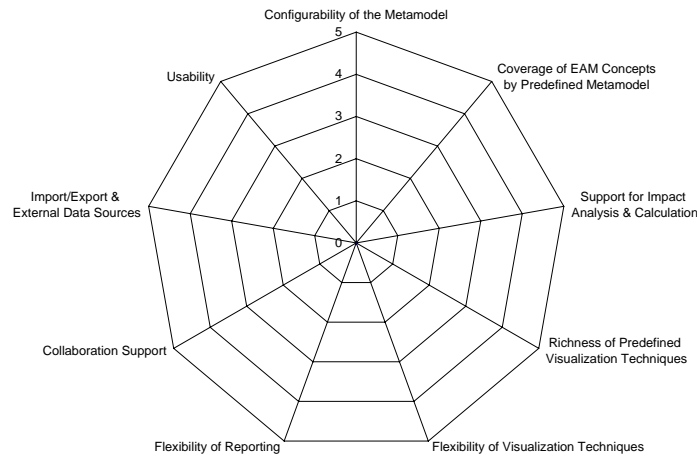 Configurability of the Metamodel
5
Coverage of EAM Concepts
by Predefined Metamodel
Usability
4
3
2
Import/Export &
External Data Sources
Support for Impact
Analysis & Calculation
1
0
Collaboration Support
Richness of Predefined
Visualization Techniques
Flexibility of Reporting
Flexibility of Visualization Techniques